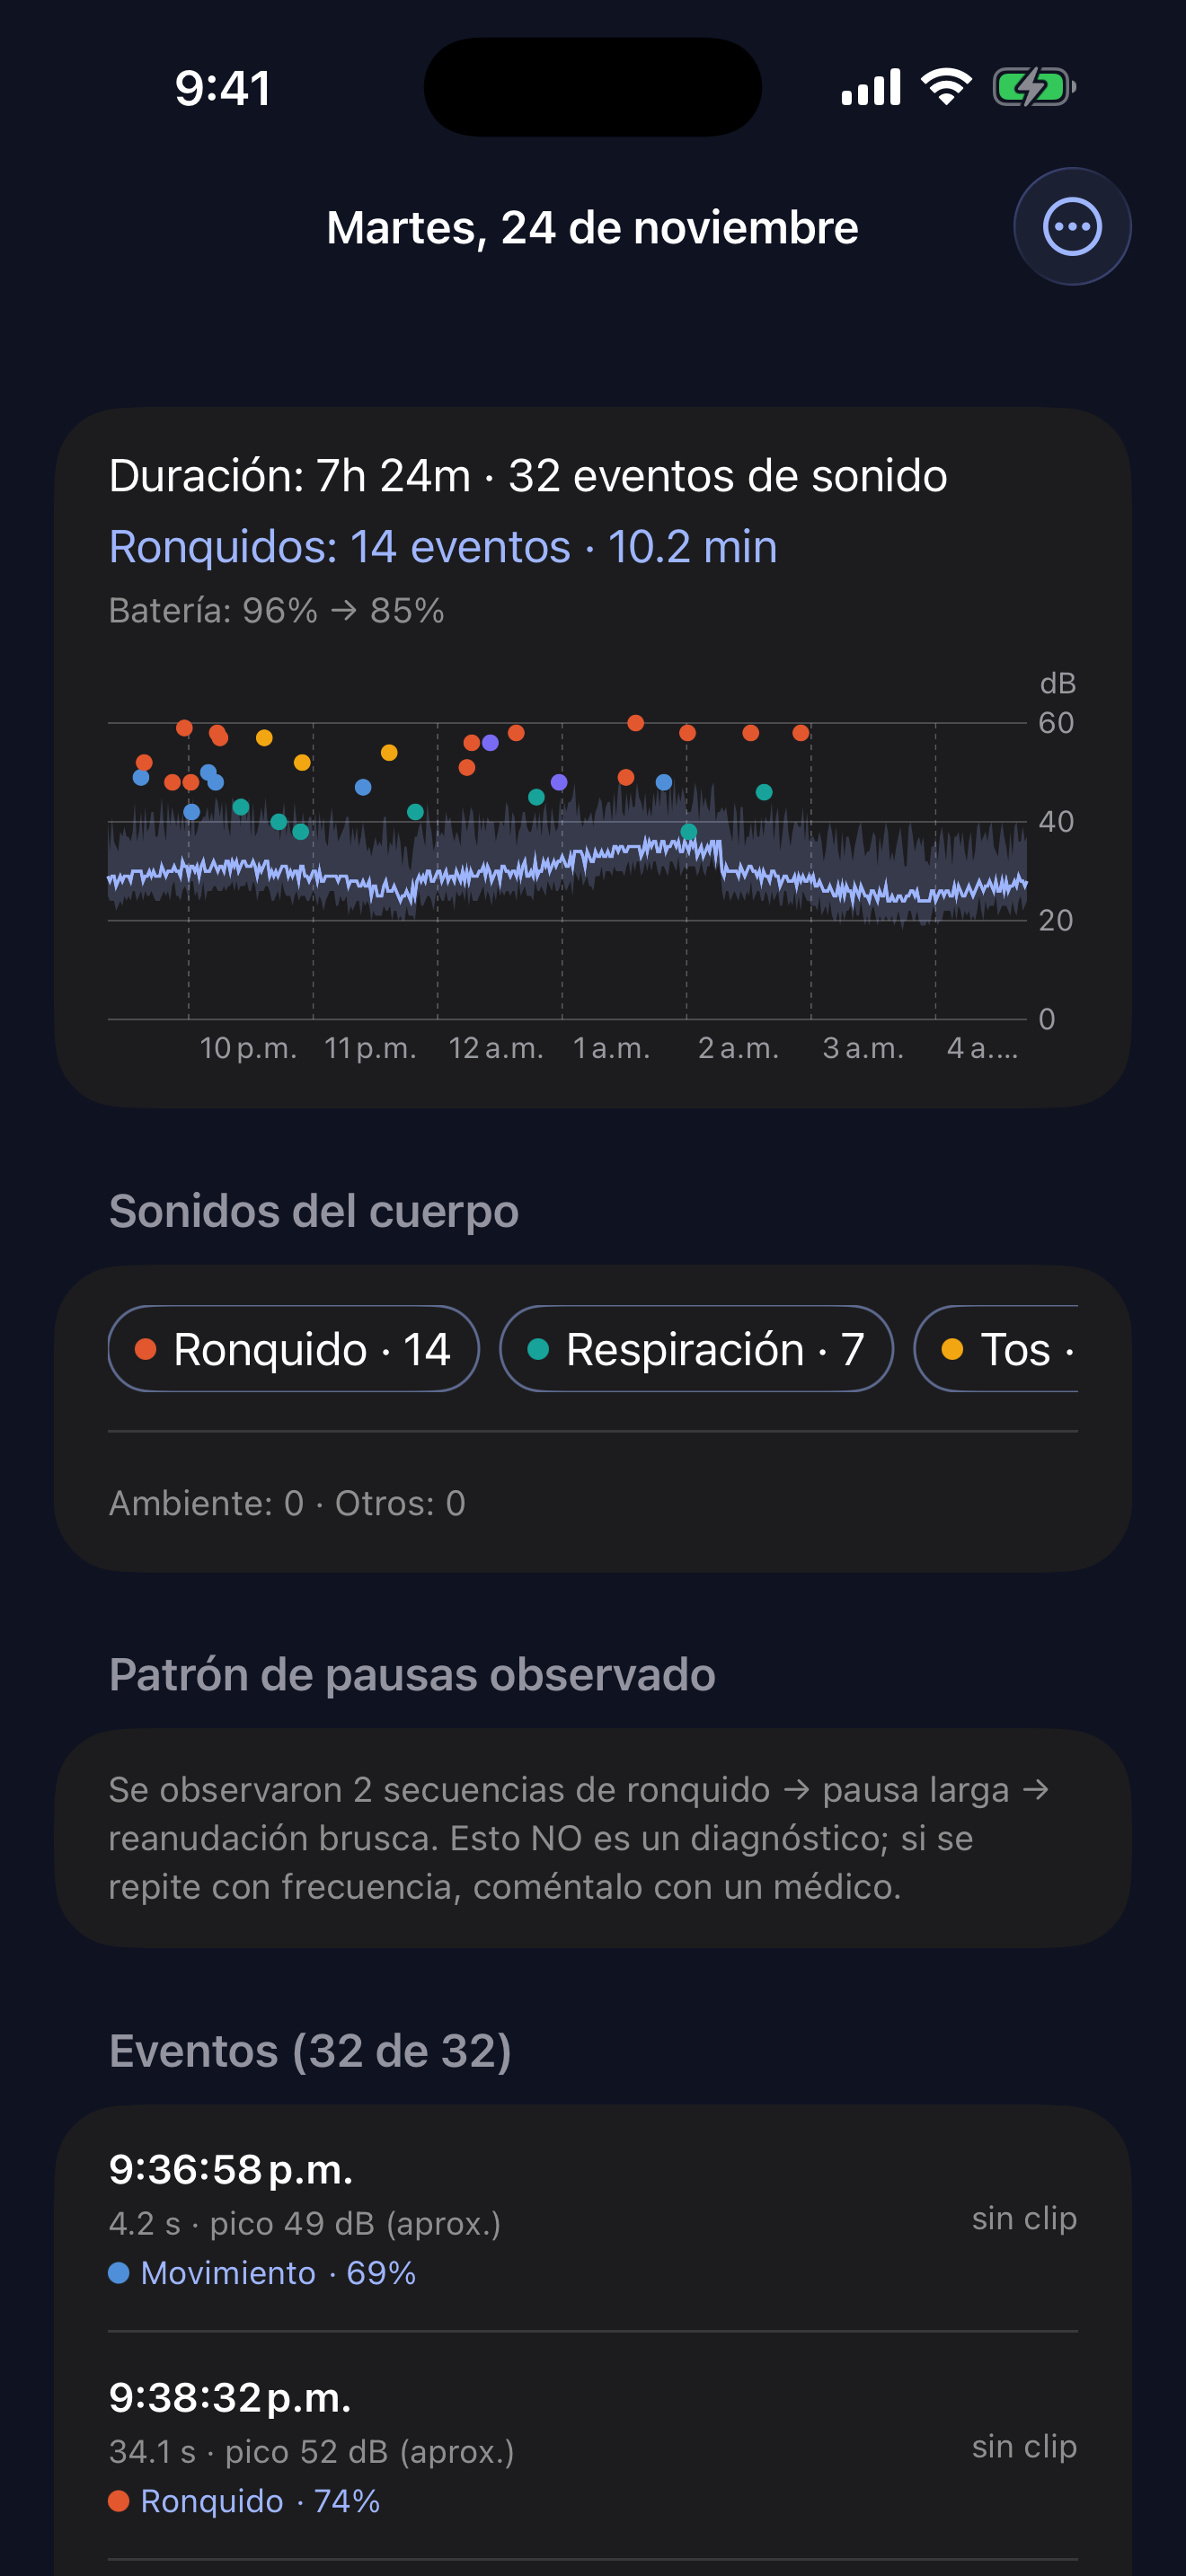 9:41
Martes, 24 de noviembre
Duración: 7h 24m · 32 eventos de sonido
Ronquidos: 14 eventos · 10.2 min
Batería: 96% → 85%
dB
60
40
20
0
10 p.m. 11 p.m. 12 a.m. 1 a.m. 2 a.m. 3 a.m. 4 a....
Sonidos del cuerpo
Ronquido · 14 Respiración · 7 Tos ·
Ambiente: 0 · Otros: 0
Patrón de pausas observado
Se observaron 2 secuencias de ronquido → pausa larga →
reanudación brusca. Esto NO es un diagnóstico; si se
repite con frecuencia, coméntalo con un médico.
Eventos (32 de 32)
9:36:58 p.m.
4.2 s · pico 49 dB (aprox.)
sin clip
Movimiento · 69%
9:38:32 p.m.
34.1 s · pico 52 dB (aprox.)
sin clip
Ronquido · 74%